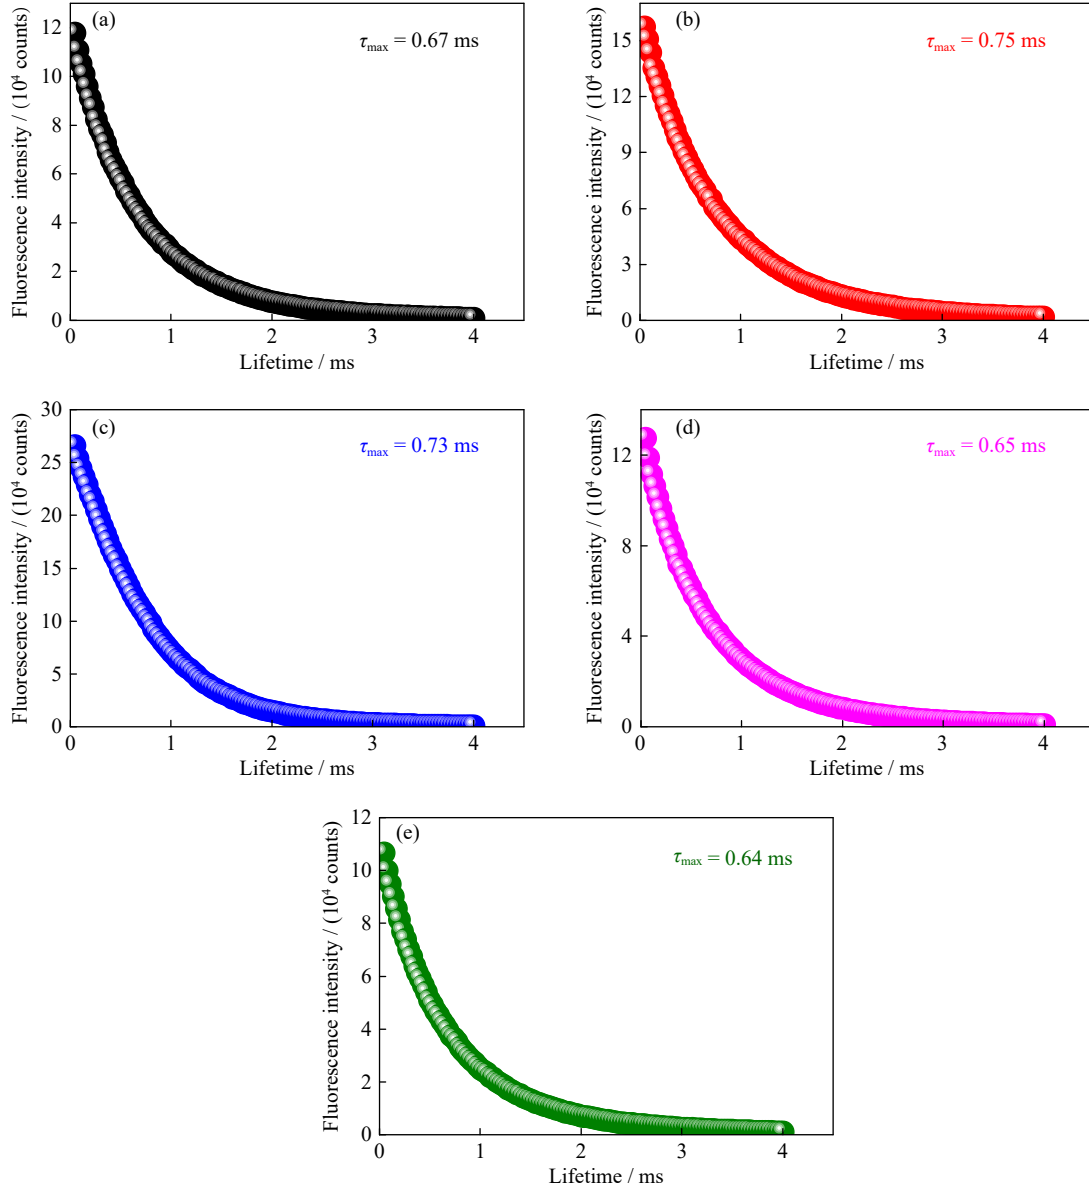 (a)
τmax = 0.67 ms
Fluorescence intensity / (10⁴ counts)
12
10
8
6
4
2
0
0 1 2 3 4
Lifetime / ms
(b)
τmax = 0.75 ms
Fluorescence intensity / (10⁴ counts)
15
12
9
6
3
0
0 1 2 3 4
Lifetime / ms
(c)
τmax = 0.73 ms
Fluorescence intensity / (10⁴ counts)
30
25
20
15
10
5
0
0 1 2 3 4
Lifetime / ms
(d)
τmax = 0.65 ms
Fluorescence intensity / (10⁴ counts)
12
8
4
0
0 1 2 3 4
Lifetime / ms
(e)
τmax = 0.64 ms
Fluorescence intensity / (10⁴ counts)
12
10
8
6
4
2
0
0 1 2 3 4
Lifetime / ms